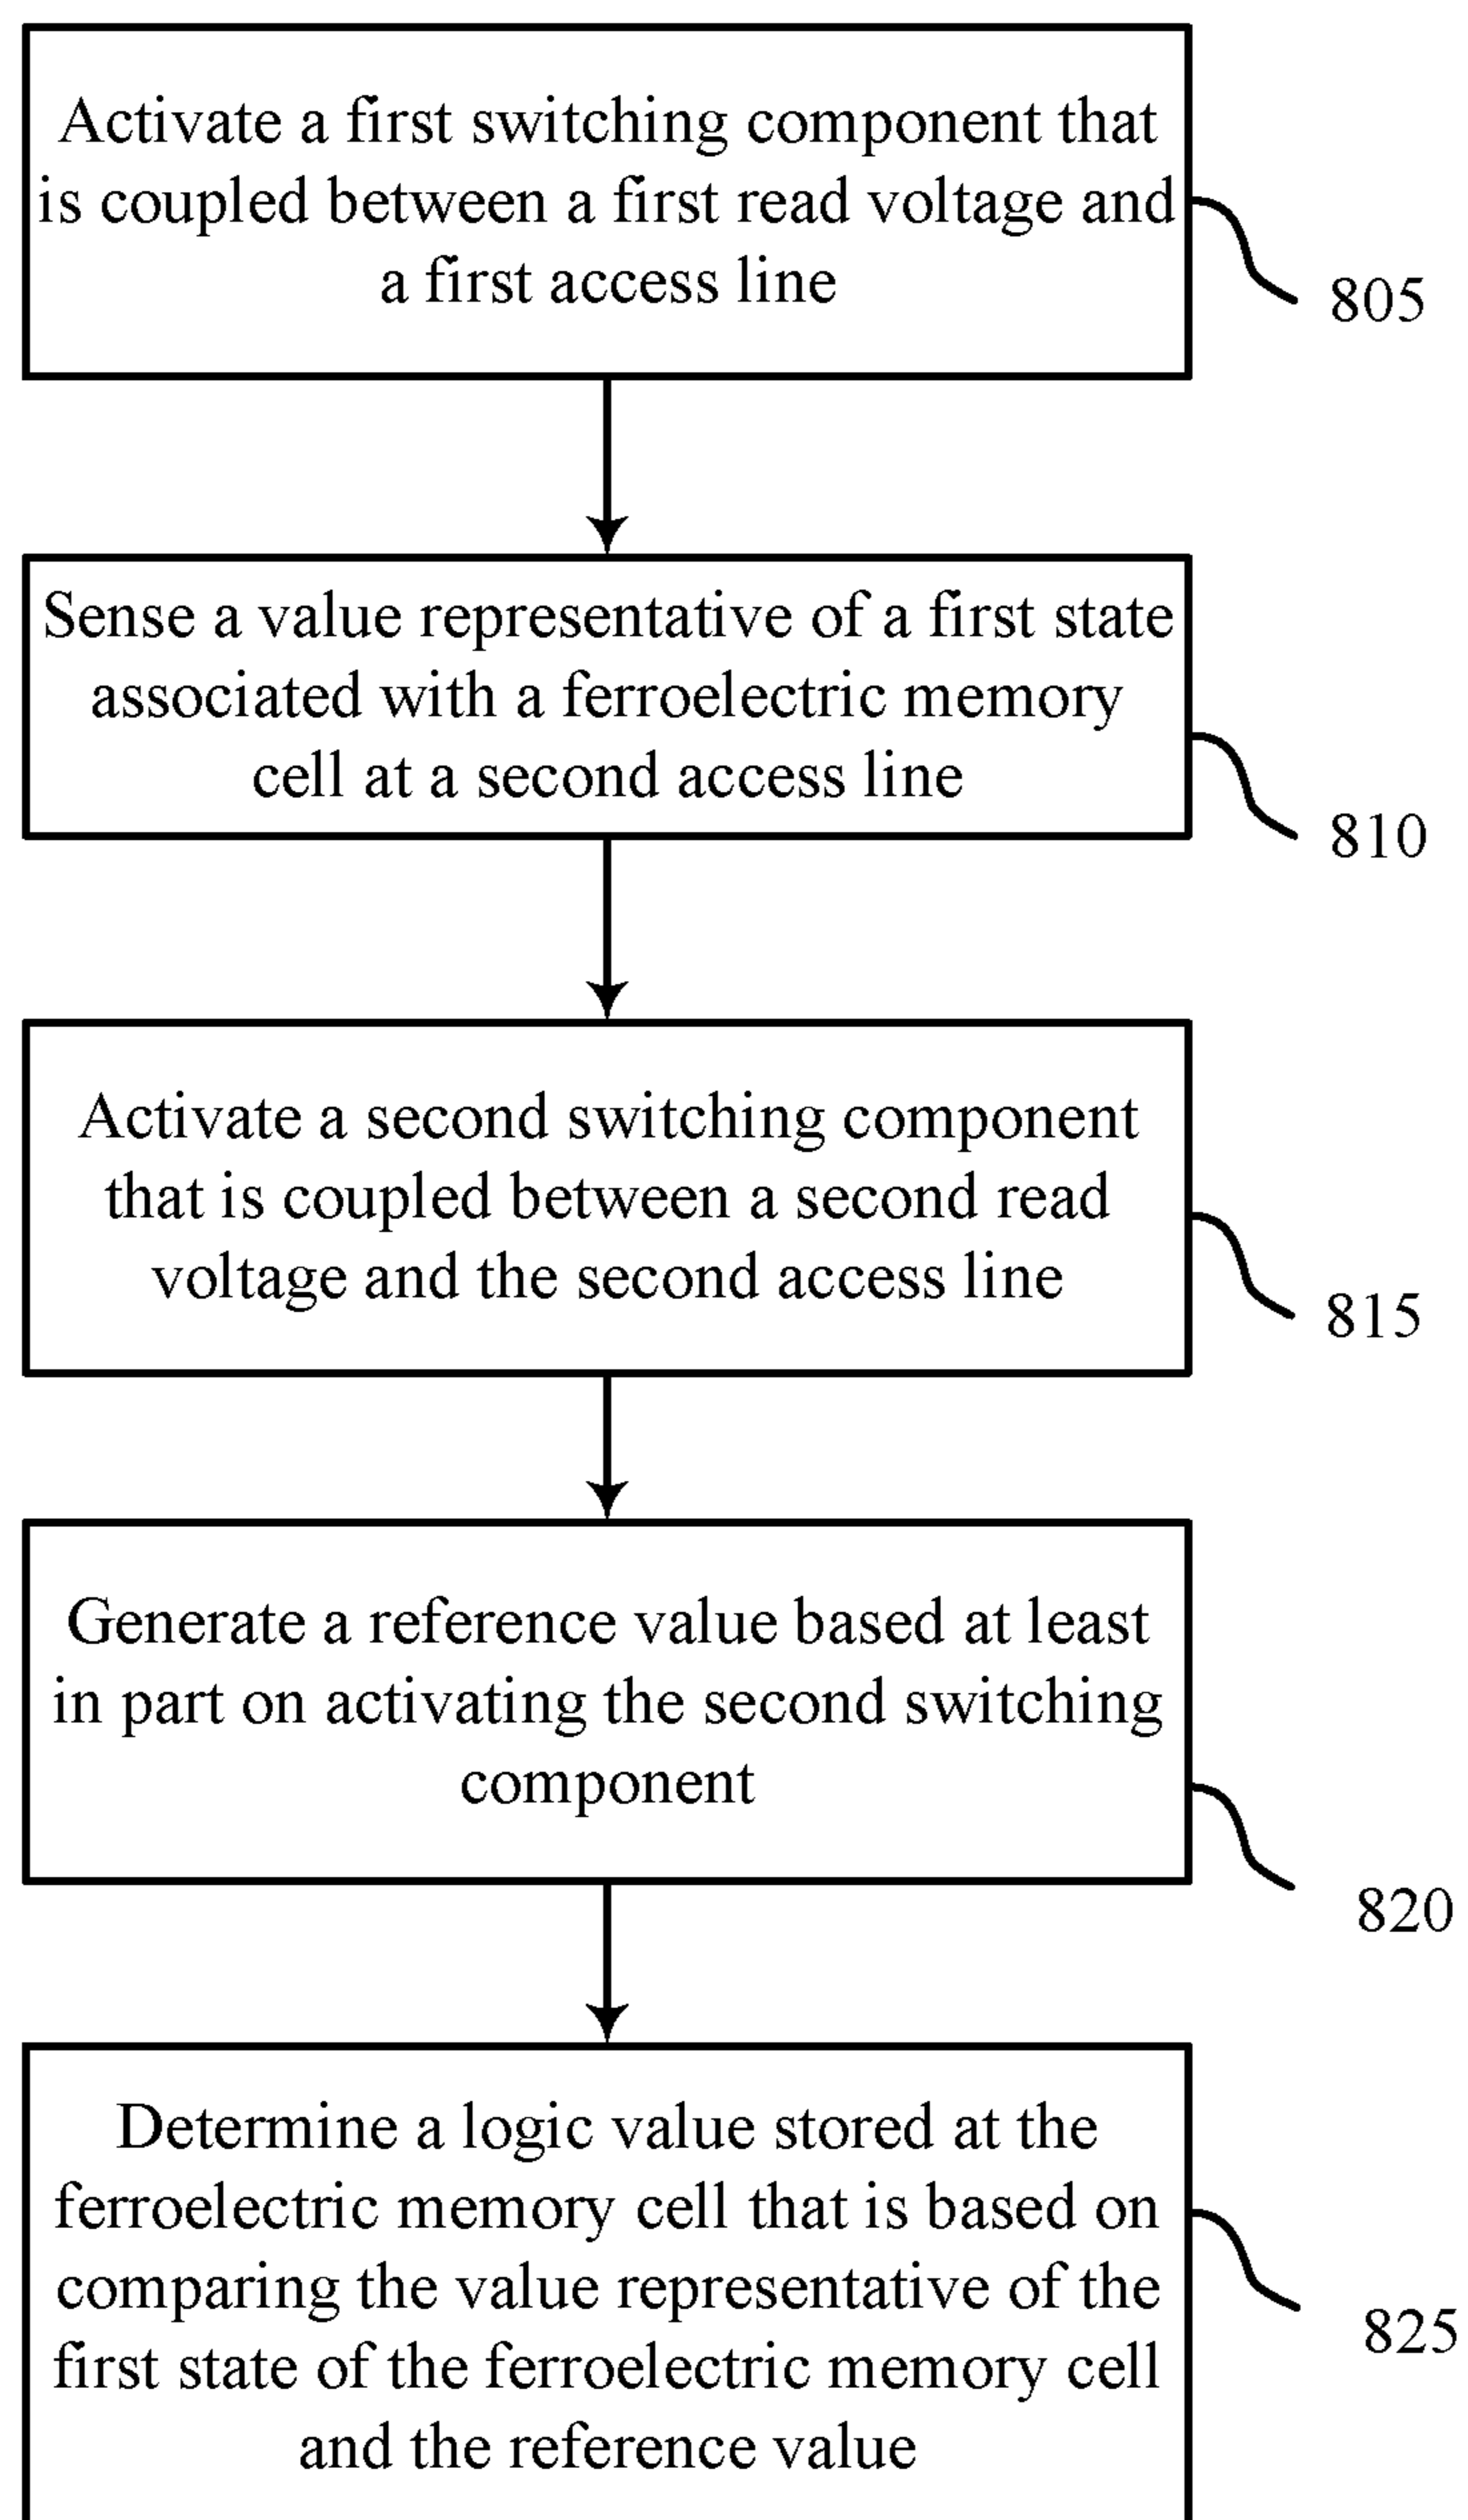 Activate a first switching component that
is coupled between a first read voltage and
a first access line
805
Sense a value representative of a first state
associated with a ferroelectric memory
cell at a second access line
810
Activate a second switching component
that is coupled between a second read
voltage and the second access line
815
Generate a reference value based at least
in part on activating the second switching
component
820
Determine a logic value stored at the
ferroelectric memory cell that is based on
comparing the value representative of the
first state of the ferroelectric memory cell
and the reference value
825